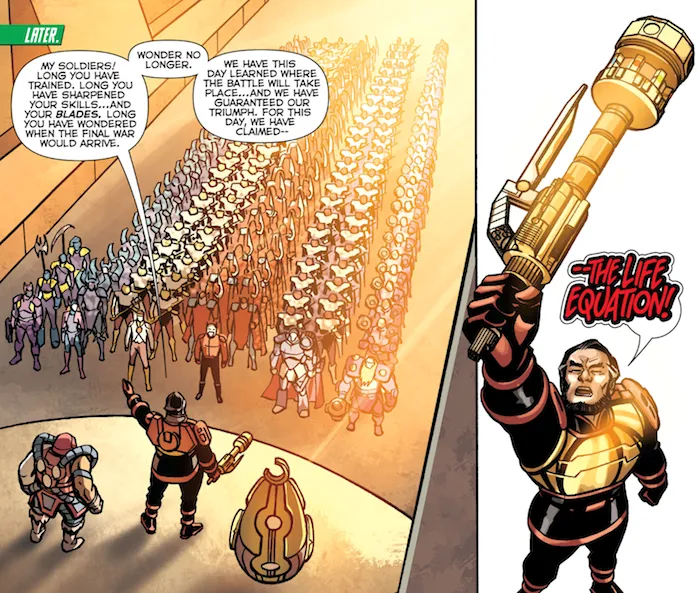 LATER.
MY SOLDIERS!
LONG YOU HAVE
TRAINED. LONG YOU
HAVE SHARPENED
YOUR SKILLS...AND
YOUR BLADES. LONG
YOU HAVE WONDERED
WHEN THE FINAL WAR
WOULD ARRIVE.
WONDER NO
LONGER.
WE HAVE THIS
DAY LEARNED WHERE
THE BATTLE WILL TAKE
PLACE...AND WE HAVE
GUARANTEED OUR
TRIUMPH. FOR THIS
DAY, WE HAVE
CLAIMED--
--THE LIFE
EQUATION!